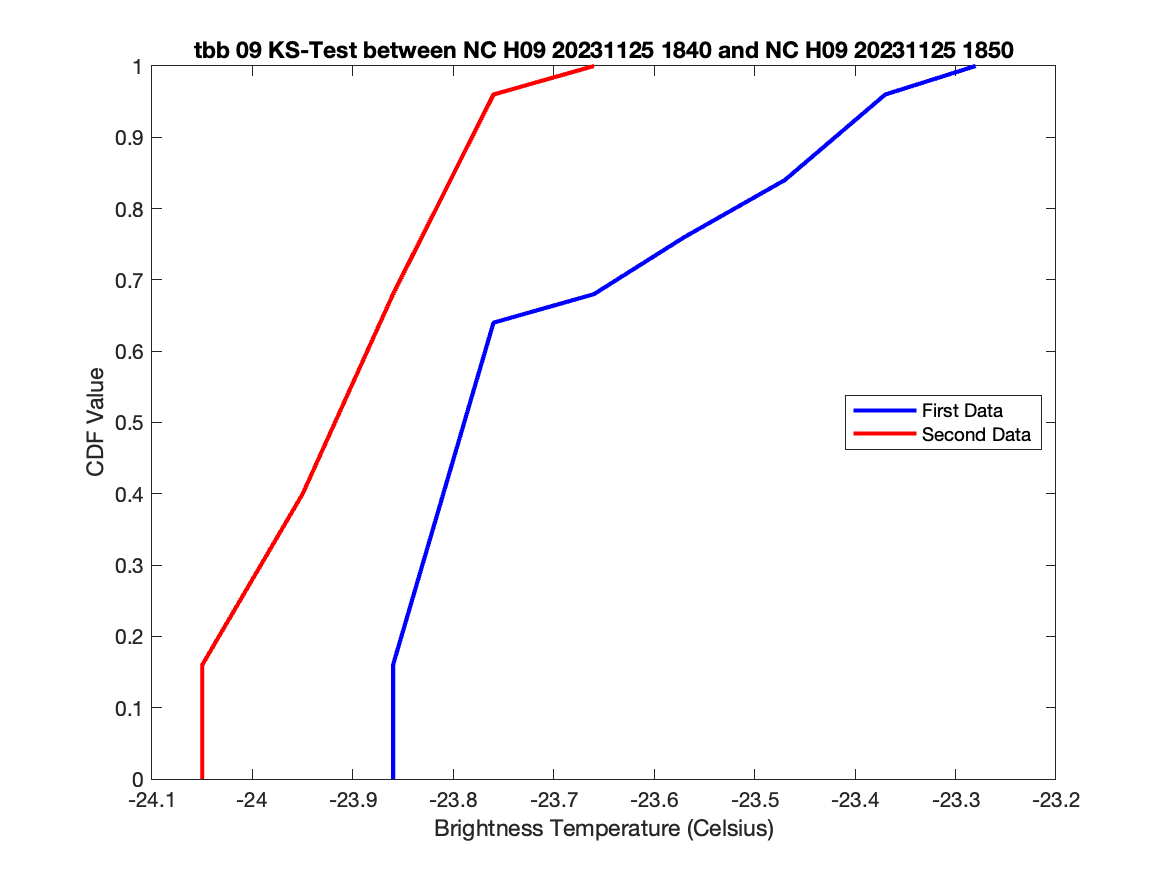 tbb 09 KS-Test between NC H09 20231125 1840 and NC H09 20231125 1850
1
0.9
0.8
0.7
0.6
0.5
0.4
0.3
0.2
0.1
0
CDF Value
First Data
Second Data
-24.1 -24 -23.9 -23.8 -23.7 -23.6 -23.5 -23.4 -23.3 -23.2
Brightness Temperature (Celsius)